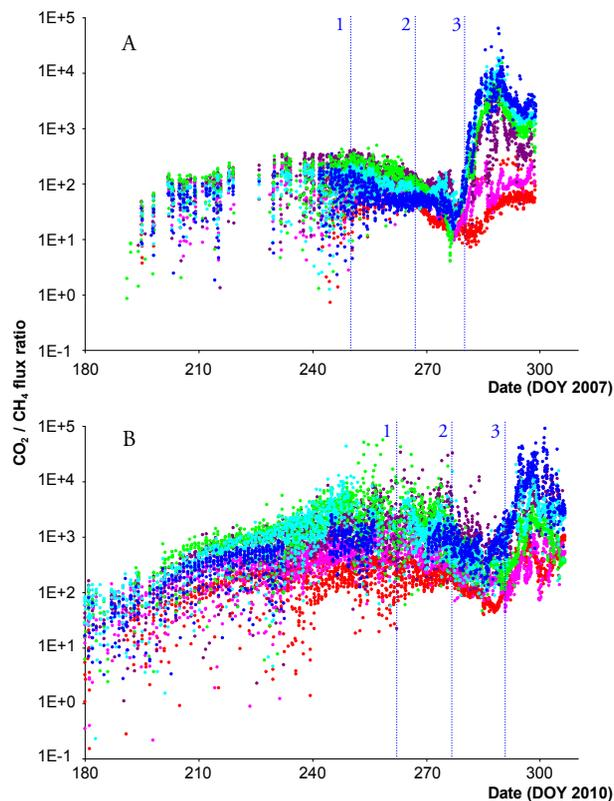 1E+5
A
1
2
3
1E+4
1E+3
1E+2
1E+1
1E+0
1E-1
180
210
240
270
300
Date (DOY 2007)
CO2 / CH4 flux ratio
1E+5
B
1
2
3
1E+4
1E+3
1E+2
1E+1
1E+0
1E-1
180
210
240
270
300
Date (DOY 2010)